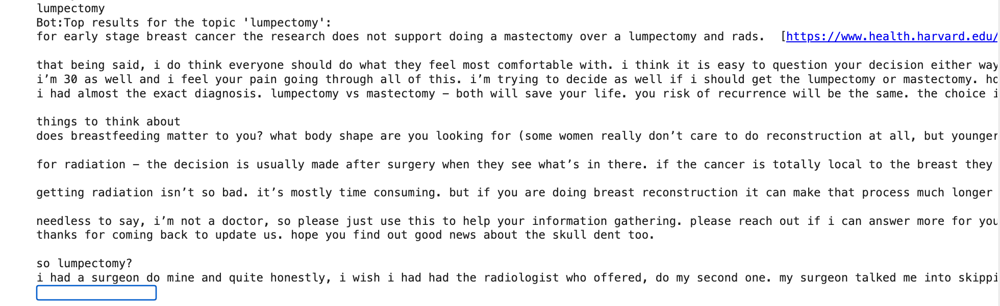 lumpectomy
Bot:Top results for the topic 'lumpectomy':
for early stage breast cancer the research does not support doing a mastectomy over a lumpectomy and rads.  [https://www.health.harvard.edu/
that being said, i do think everyone should do what they feel most comfortable with. i think it is easy to question your decision either way
i’m 30 as well and i feel your pain going through all of this. i’m trying to decide as well if i should get the lumpectomy or mastectomy. ho
i had almost the exact diagnosis. lumpectomy vs mastectomy – both will save your life. you risk of recurrence will be the same. the choice i
things to think about
does breastfeeding matter to you? what body shape are you looking for (some women really don’t care to do reconstruction at all, but younger
for radiation – the decision is usually made after surgery when they see what’s in there. if the cancer is totally local to the breast they
getting radiation isn’t so bad. it’s mostly time consuming. but if you are doing breast reconstruction it can make that process much longer
needless to say, i’m not a doctor, so please just use this to help your information gathering. please reach out if i can answer more for you
thanks for coming back to update us. hope you find out good news about the skull dent too.
so lumpectomy?
i had a surgeon do mine and quite honestly, i wish i had had the radiologist who offered, do my second one. my surgeon talked me into skippi